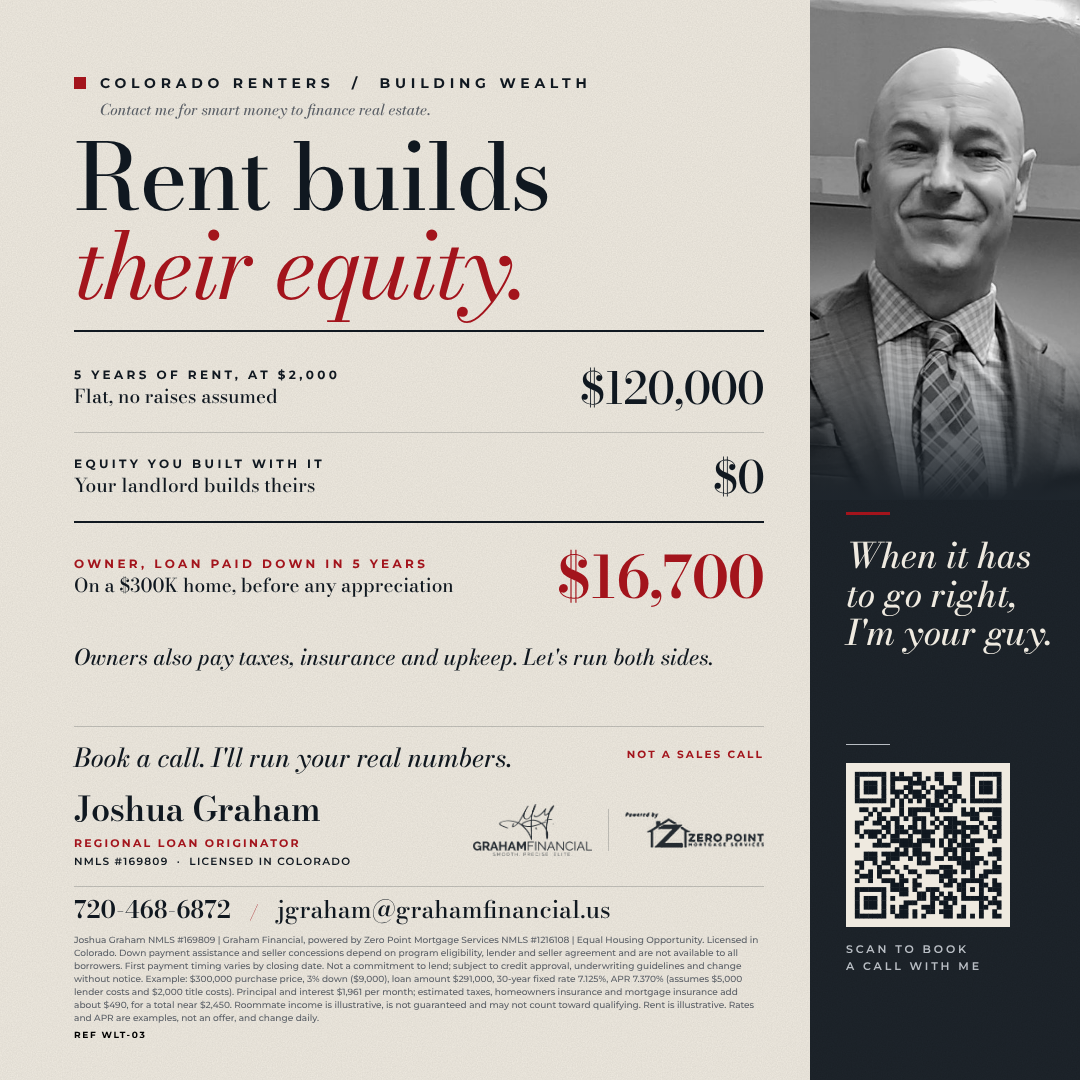 COLORADO RENTERS / BUILDING WEALTH
Contact me for smart money to finance real estate.
Rent builds
their equity.
5 YEARS OF RENT, AT $2,000
Flat, no raises assumed
$120,000
EQUITY YOU BUILT WITH IT
Your landlord builds theirs
$0
OWNER, LOAN PAID DOWN IN 5 YEARS
On a $300K home, before any appreciation
$16,700
Owners also pay taxes, insurance and upkeep. Let's run both sides.
Book a call. I'll run your real numbers.
NOT A SALES CALL
Joshua Graham
REGIONAL LOAN ORIGINATOR
NMLS #169809 · LICENSED IN COLORADO
GRAHAMFINANCIAL
SMOOTH. PRECISE. ELITE.
Powered by
ZERO POINT
MORTGAGE SERVICES
720-468-6872 / jgraham@grahamfinancial.us
Joshua Graham NMLS #169809 | Graham Financial, powered by Zero Point Mortgage Services NMLS #1216108 | Equal Housing Opportunity. Licensed in
Colorado. Down payment assistance and seller concessions depend on program eligibility, lender and seller agreement and are not available to all
borrowers. First payment timing varies by closing date. Not a commitment to lend; subject to credit approval, underwriting guidelines and change
without notice. Example: $300,000 purchase price, 3% down ($9,000), loan amount $291,000, 30-year fixed rate 7.125%, APR 7.370% (assumes $5,000
lender costs and $2,000 title costs). Principal and interest $1,961 per month; estimated taxes, homeowners insurance and mortgage insurance add
about $490, for a total near $2,450. Roommate income is illustrative, is not guaranteed and may not count toward qualifying. Rent is illustrative. Rates
and APR are examples, not an offer, and change daily.
REF WLT-03
When it has
to go right,
I'm your guy.
SCAN TO BOOK
A CALL WITH ME